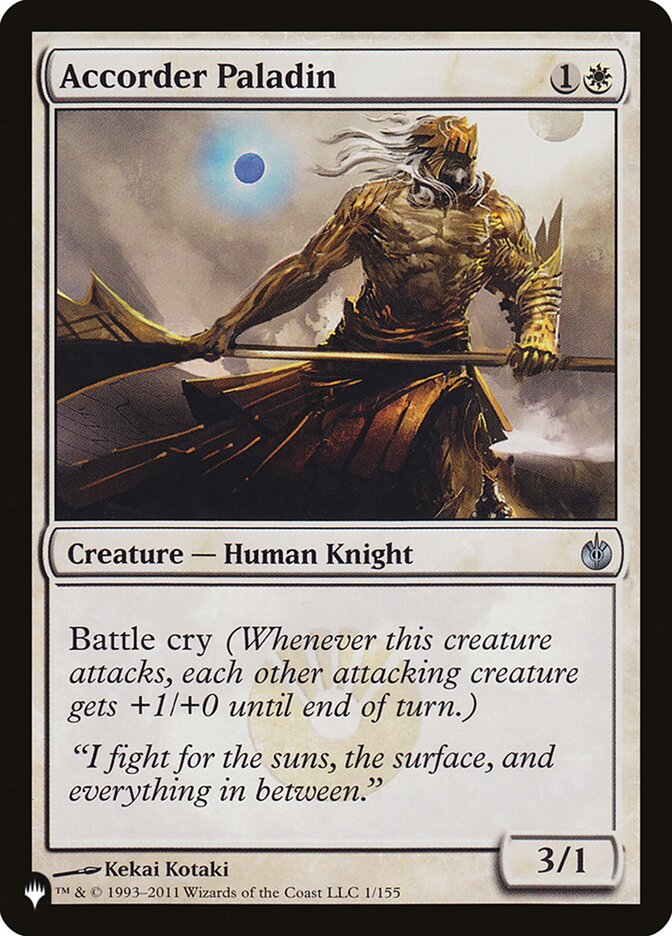 Accorder Paladin 1
Creature — Human Knight
Battle cry (Whenever this creature
attacks, each other attacking creature
gets +1/+0 until end of turn.)
“I fight for the suns, the surface, and
everything in between.”
3/1
Kekai Kotaki
™ & © 1993–2011 Wizards of the Coast LLC 1/155